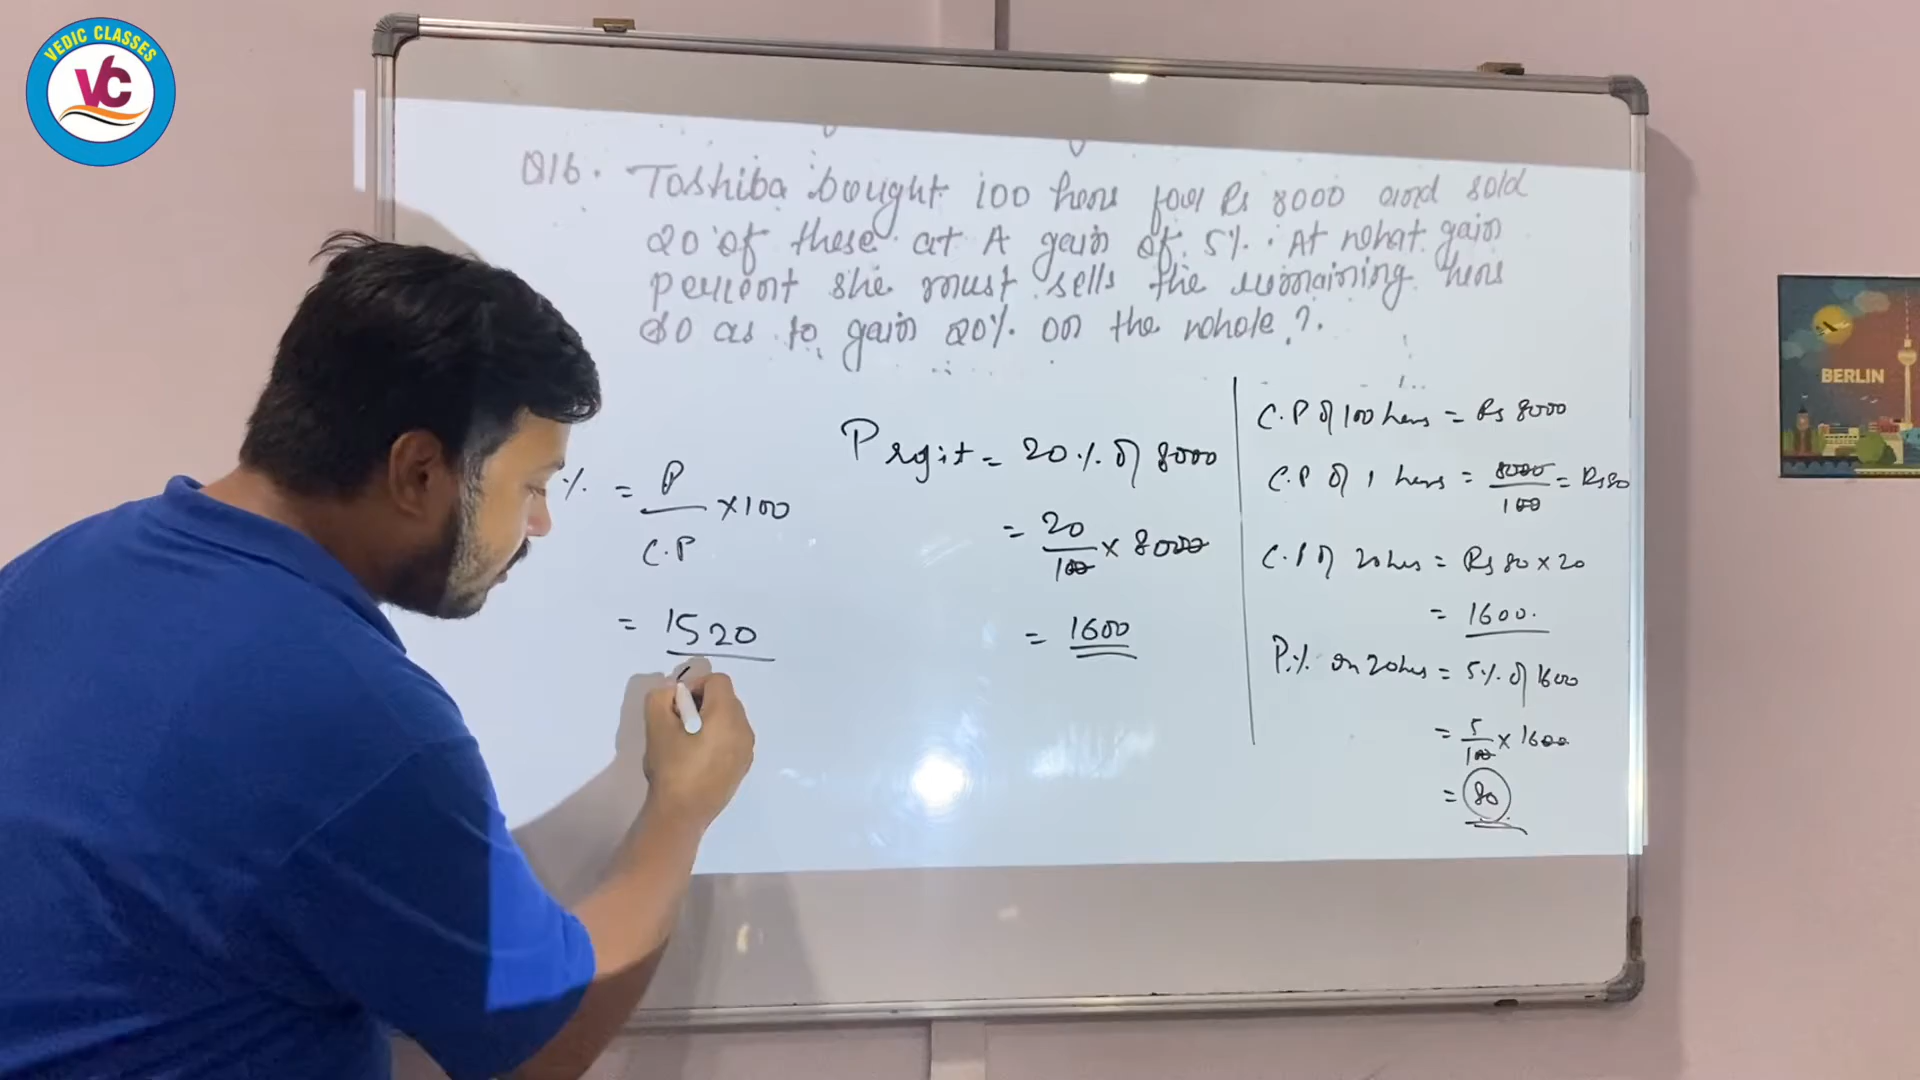 VEDIC CLASSES
VC
Q16. Toshiba bought 100 hens for Rs 8000 and sold
20 of these at A gain of 5%. At what gain
percent she must sells the remaining hens
so as to gain 20% on the whole?.
% = P/C.P × 100
= 1520
Profit = 20% of 8000
= 20/100 × 8000
= 1600
C.P of 100 hens = Rs 8000
C.P of 1 hens = 8000/100 = Rs 80
C.P of 20 hens = Rs 80 × 20
= 1600.
P.% on 20 hens = 5% of 1600
= 5/100 × 1600
= 80
BERLIN